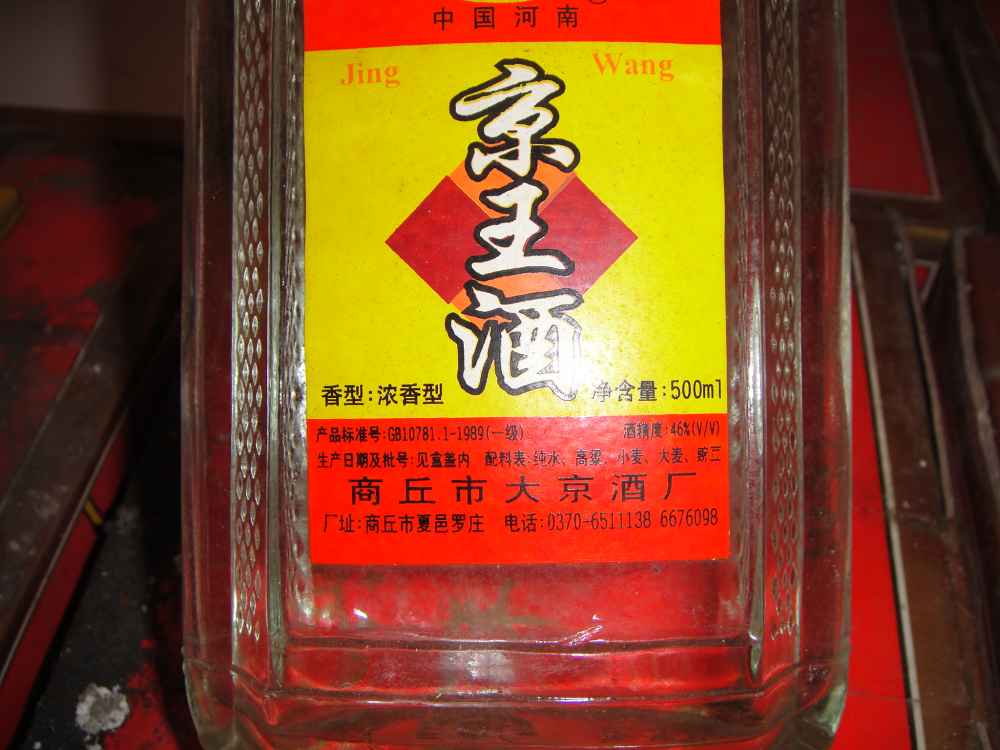 中国河南
Jing Wang
京王酒
香型:浓香型 净含量:500ml
产品标准号:GB10781.1-1989(一级) 酒精度:46%(V/V)
生产日期及批号:见盒盖内 配料表:纯水、高粱、小麦、大麦、豌豆
商丘市大京酒厂
厂址:商丘市夏邑罗庄 电话:0370-6511138 6676098